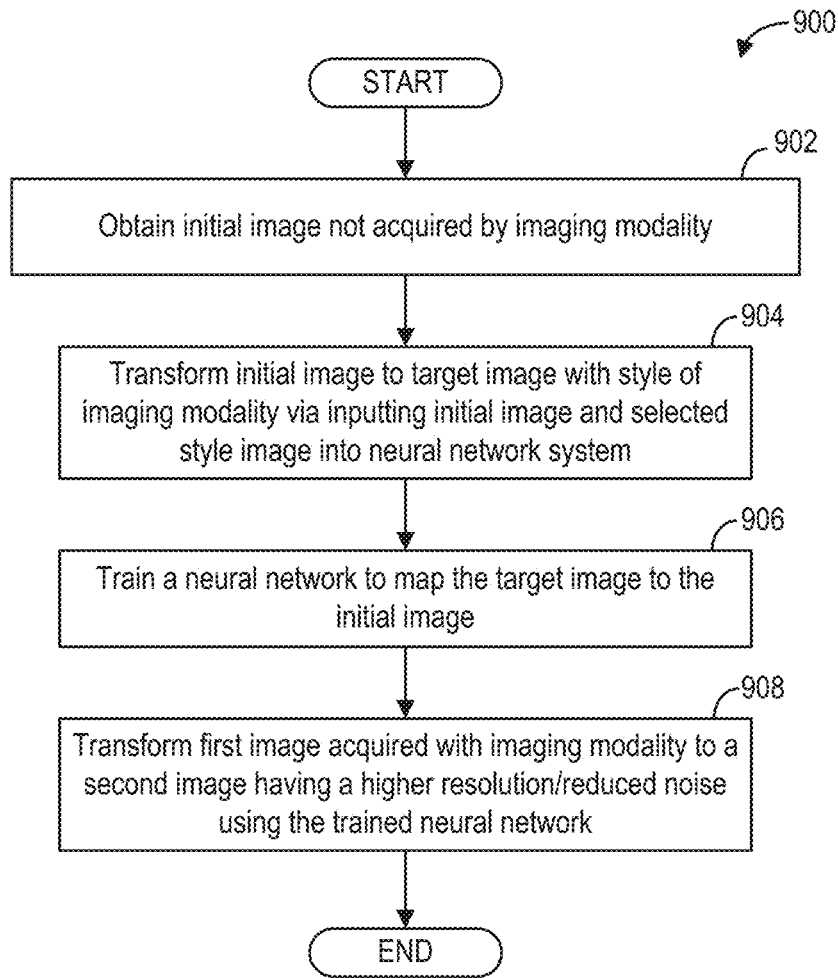 900
START
902
Obtain initial image not acquired by imaging modality
904
Transform initial image to target image with style of
imaging modality via inputting initial image and selected
style image into neural network system
906
Train a neural network to map the target image to the
initial image
908
Transform first image acquired with imaging modality to a
second image having a higher resolution/reduced noise
using the trained neural network
END